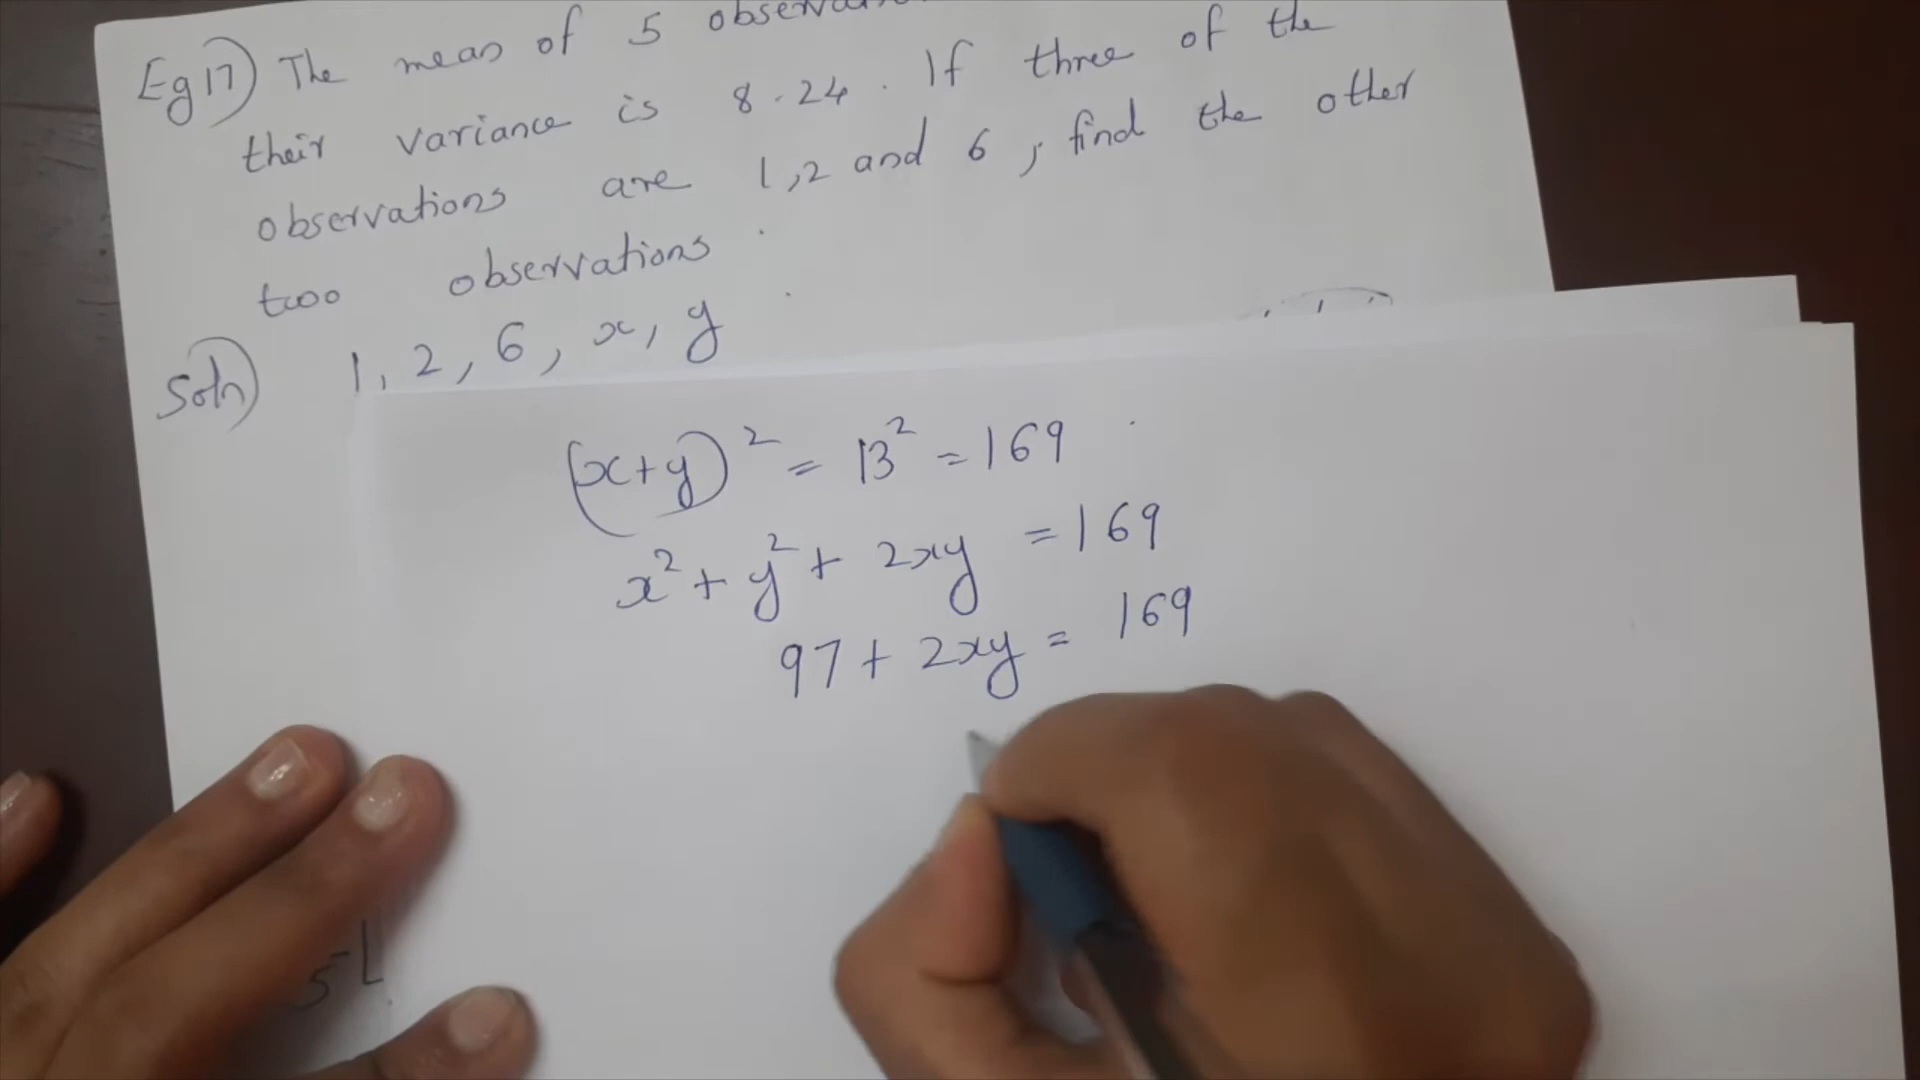 Eg 17) The mean of 5
their variance is 8.24. If three of the
observations are 1,2 and 6, find the other
two observations.
Soln) 1, 2, 6, x, y
(x+y)² = 13² = 169
x² + y² + 2xy = 169
97 + 2xy = 169